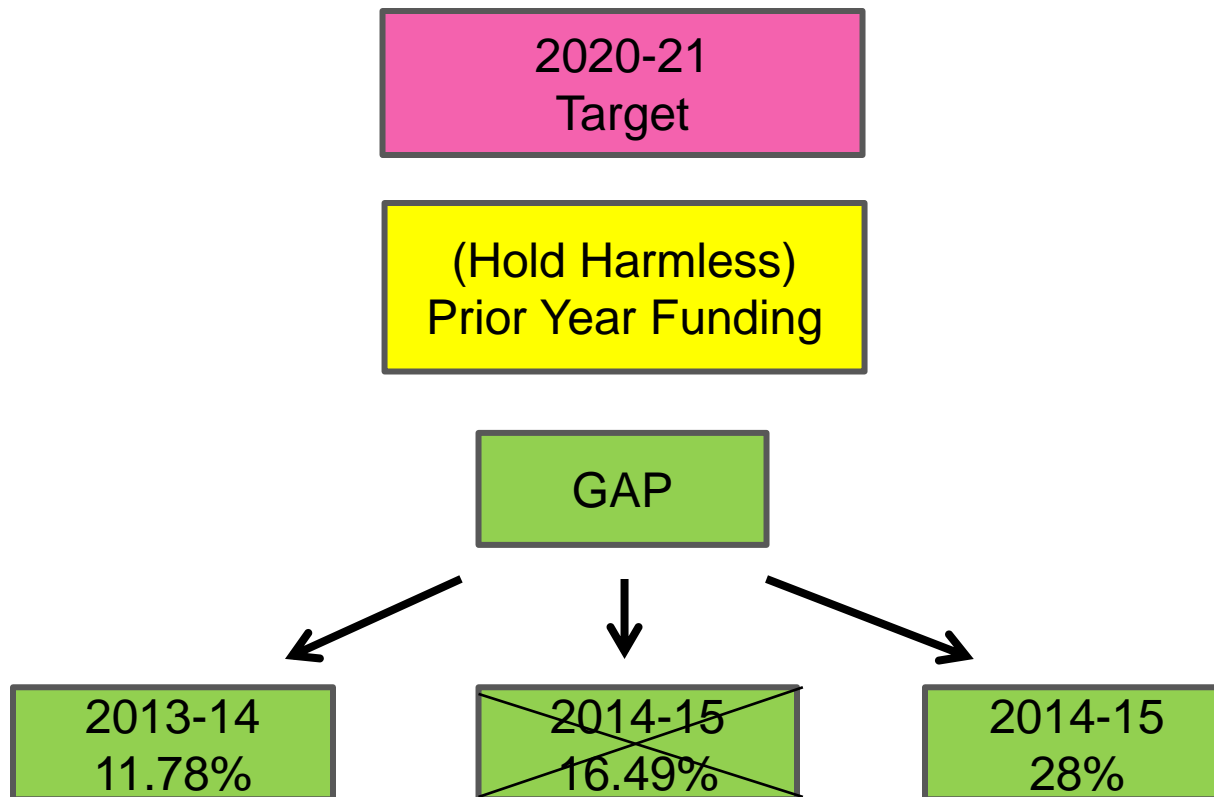 2020-21
Target
(Hold Harmless)
Prior Year Funding
GAP
2013-14
11.78%
2014-15
16.49%
2014-15
28%